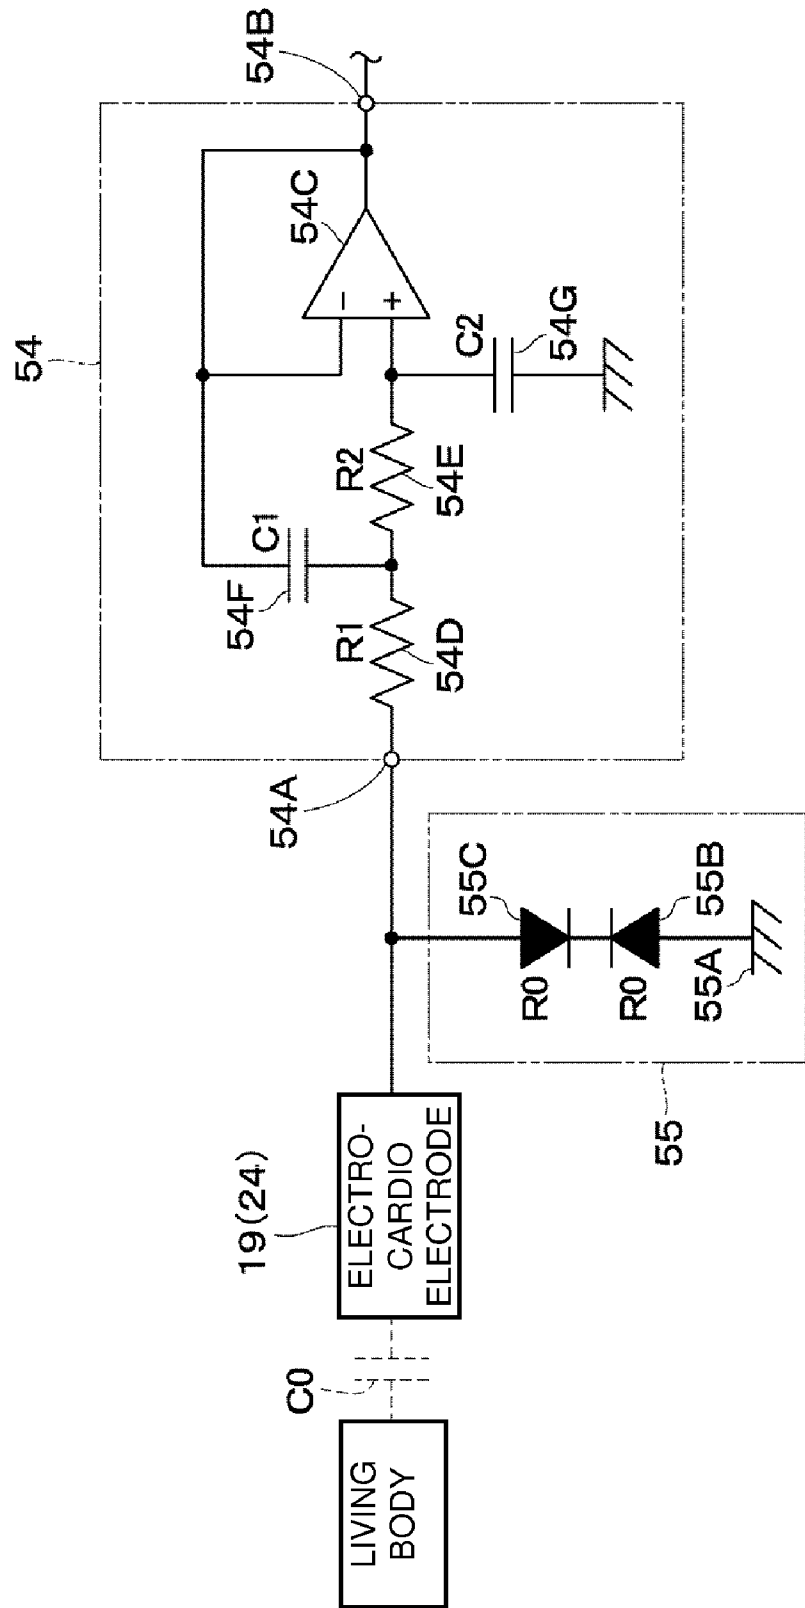 54
54B
54C
−
+
C1
54F
R2
54E
C2
54G
R1
54D
54A
55C
55B
R0
R0
55A
55
19(24)
ELECTRO-
CARDIO
ELECTRODE
C0
LIVING
BODY